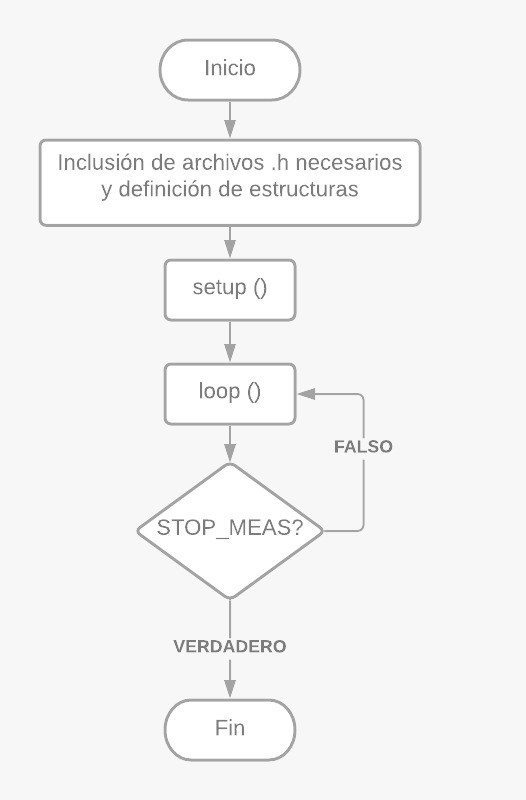 Inicio
Inclusión de archivos .h necesarios
y definición de estructuras
setup ()
loop ()
FALSO
STOP_MEAS?
VERDADERO
Fin